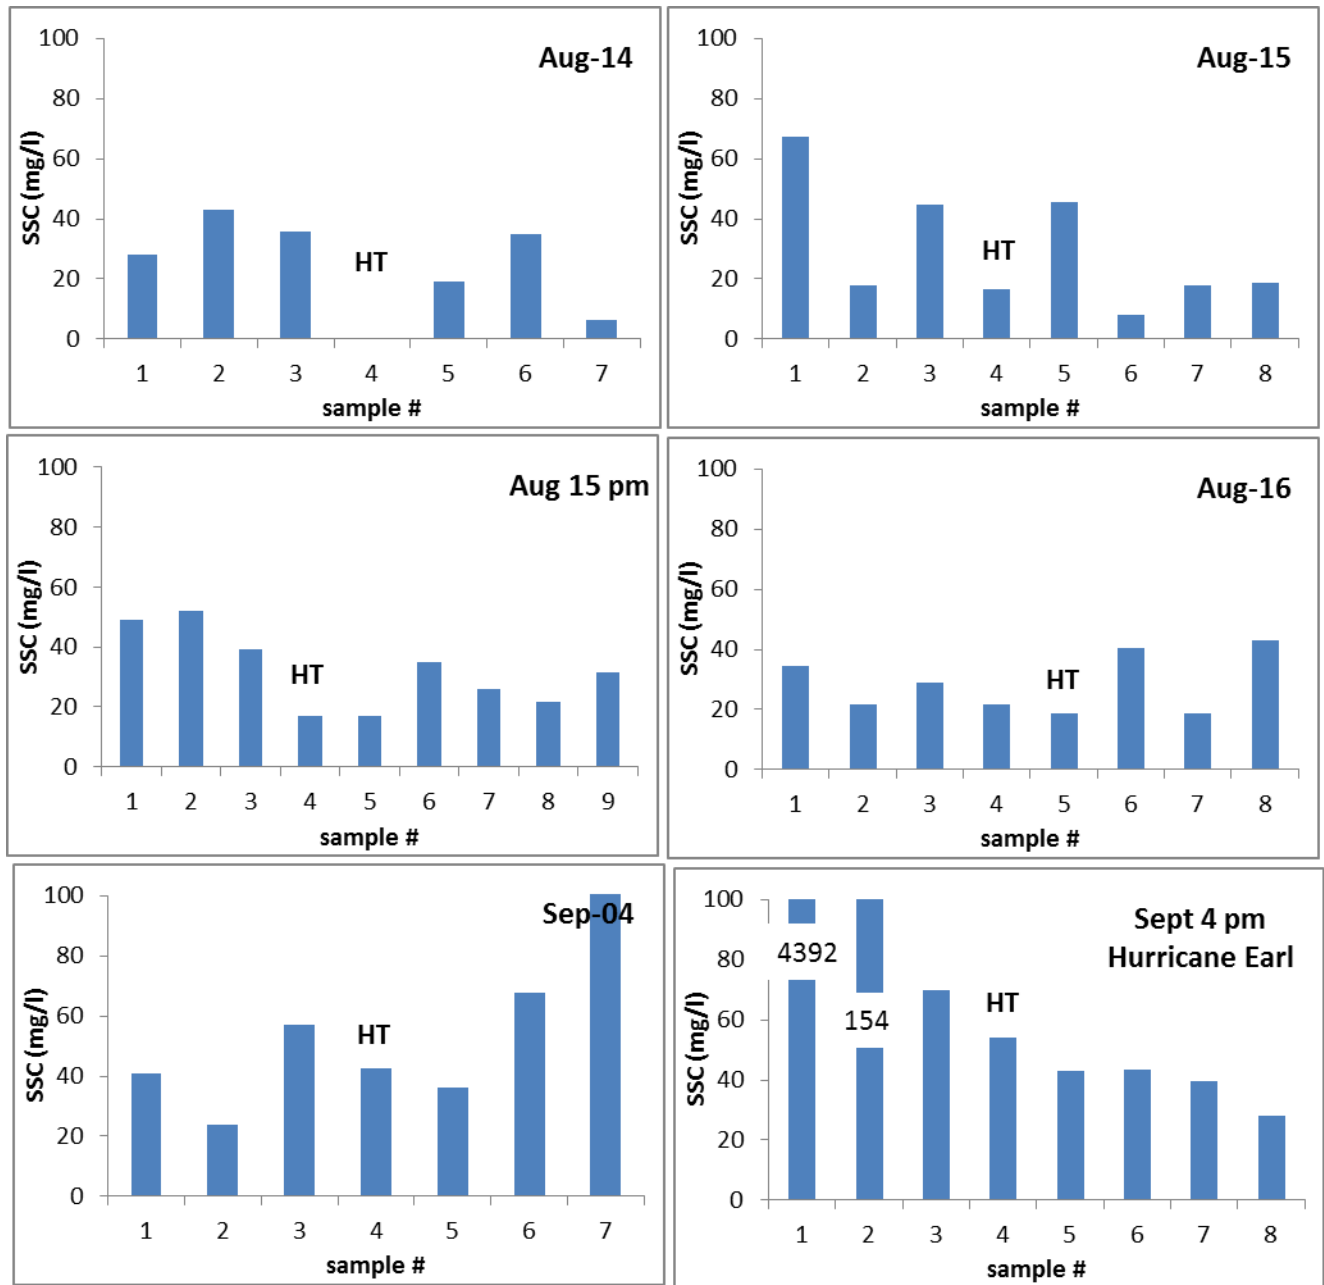 Aug-14
SSC (mg/l)
100
80
60
40
20
0
HT
1 2 3 4 5 6 7
sample #
Aug-15
SSC (mg/l)
100
80
60
40
20
0
HT
1 2 3 4 5 6 7 8
sample #
Aug 15 pm
SSC (mg/l)
100
80
60
40
20
0
HT
1 2 3 4 5 6 7 8 9
sample #
Aug-16
SSC (mg/l)
100
80
60
40
20
0
HT
1 2 3 4 5 6 7 8
sample #
Sep-04
SSC (mg/l)
100
80
60
40
20
0
HT
1 2 3 4 5 6 7
sample #
Sept 4 pm
Hurricane Earl
SSC (mg/l)
100
80
60
40
20
0
4392
154
HT
1 2 3 4 5 6 7 8
sample #